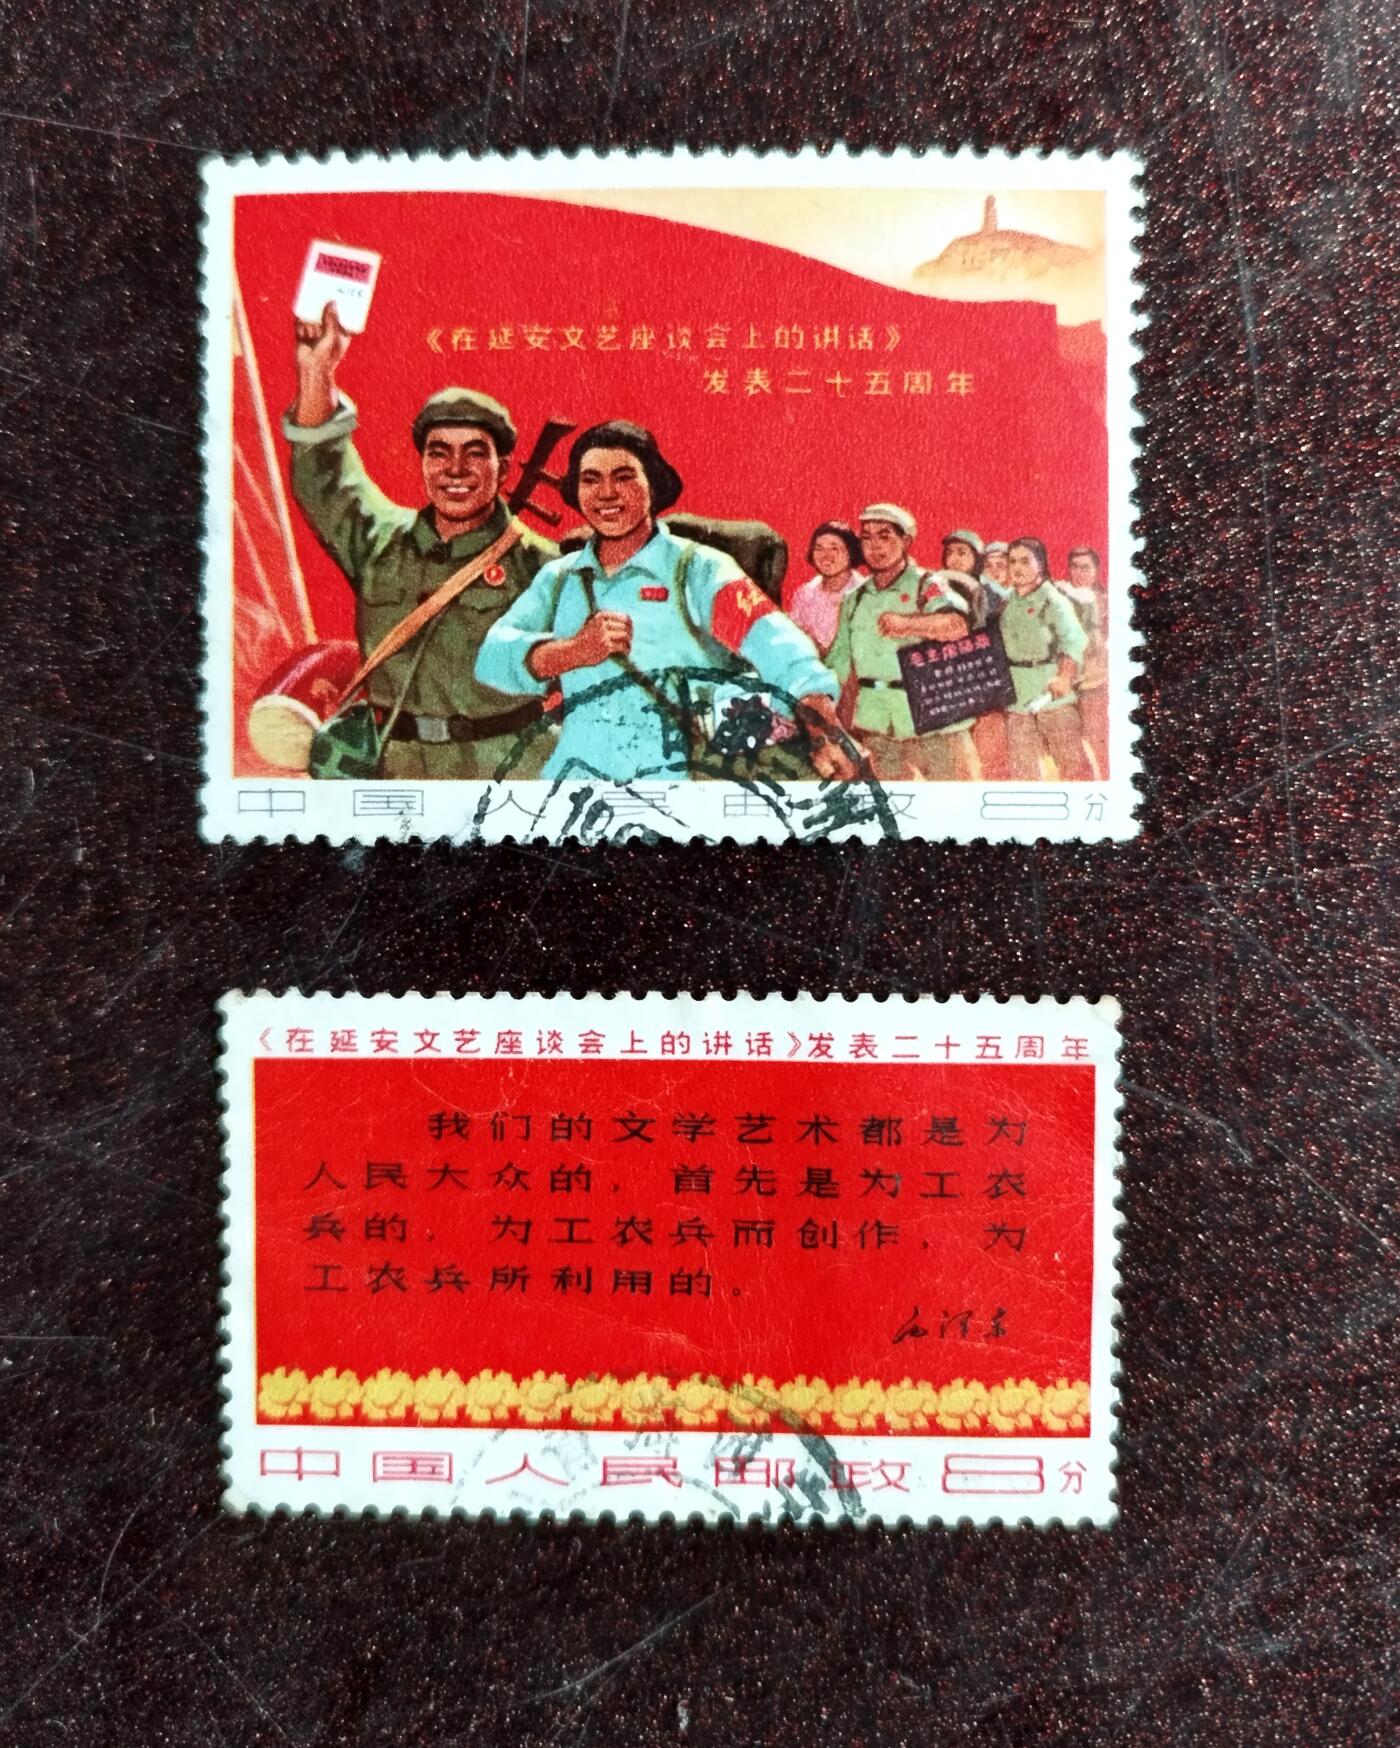 《在延安文艺座谈会上的讲话》
发表二十五周年
红
中国人民邮政 8分
《在延安文艺座谈会上的讲话》发表二十五周年
我们的文学艺术都是为
人民大众的，首先是为工农
兵的，为工农兵而创作，为
工农兵所利用的。
毛泽东
中国人民邮政 8分